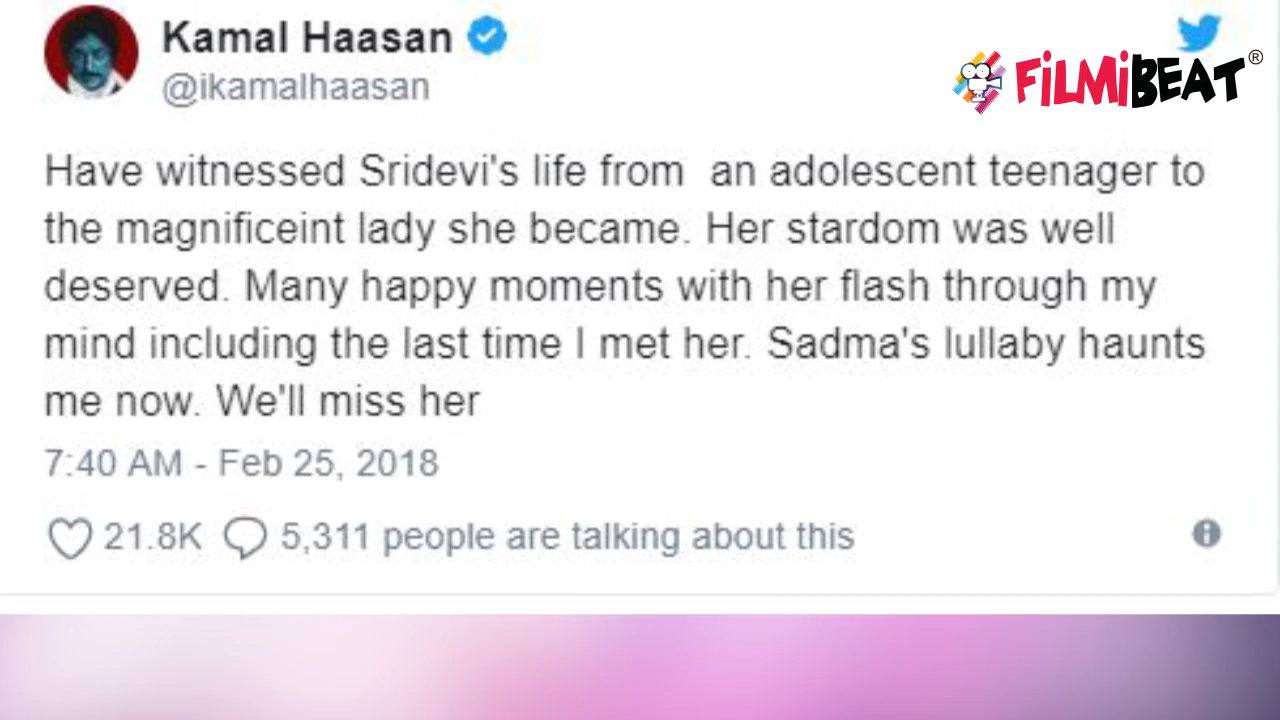 Kamal Haasan
@ikamalhaasan
FiLMiBEAT®
Have witnessed Sridevi's life from  an adolescent teenager to
the magnificeint lady she became. Her stardom was well
deserved. Many happy moments with her flash through my
mind including the last time I met her. Sadma's lullaby haunts
me now. We'll miss her
7:40 AM - Feb 25, 2018
21.8K 5,311 people are talking about this